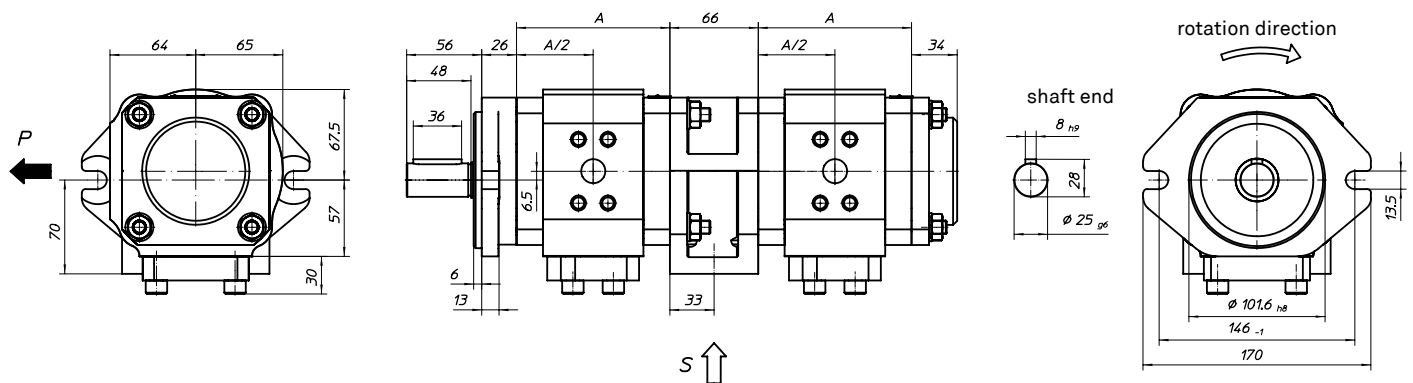 64
65
P
67.5
57
70
30
A
66
A
56
26
A/2
A/2
34
48
36
6.5
6
13
33
S
shaft end
8 h9
28
Ø 25 g6
rotation direction
13.5
Ø 101.6 h8
146 -1
170